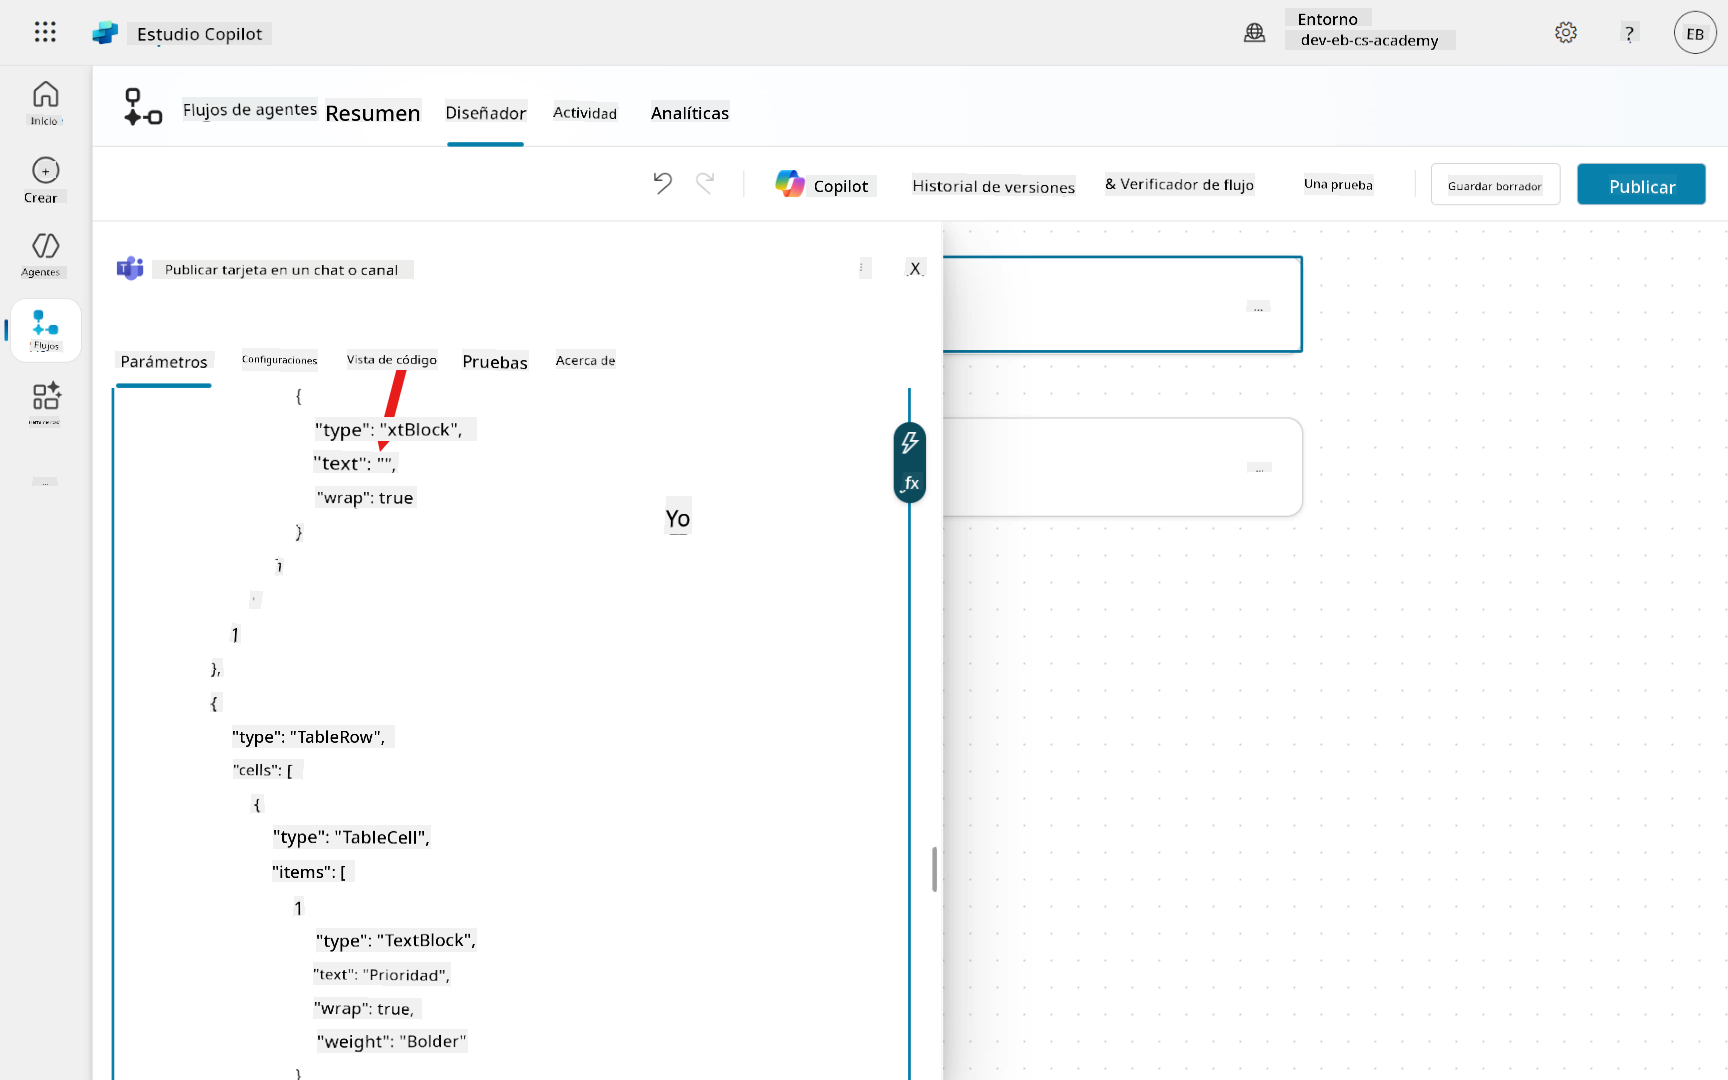 Estudio Copilot
Entorno
dev-eb-cs-academy
?
EB
Inicio
Crear
Agentes
Flujos
...
Flujos de agentes
Resumen
Diseñador
Actividad
Analíticas
Copilot
Historial de versiones
& Verificador de flujo
Una prueba
Guardar borrador
Publicar
Publicar tarjeta en un chat o canal
X
Parámetros
Configuraciones
Vista de código
Pruebas
Acerca de
{
"type": "xtBlock",
"text": "",
"wrap": true
}
1
},
{
"type": "TableRow",
"cells": [
{
"type": "TableCell",
"items": [
1
"type": "TextBlock",
"text": "Prioridad",
"wrap": true,
"weight": "Bolder"
}
fx
Yo
...
...